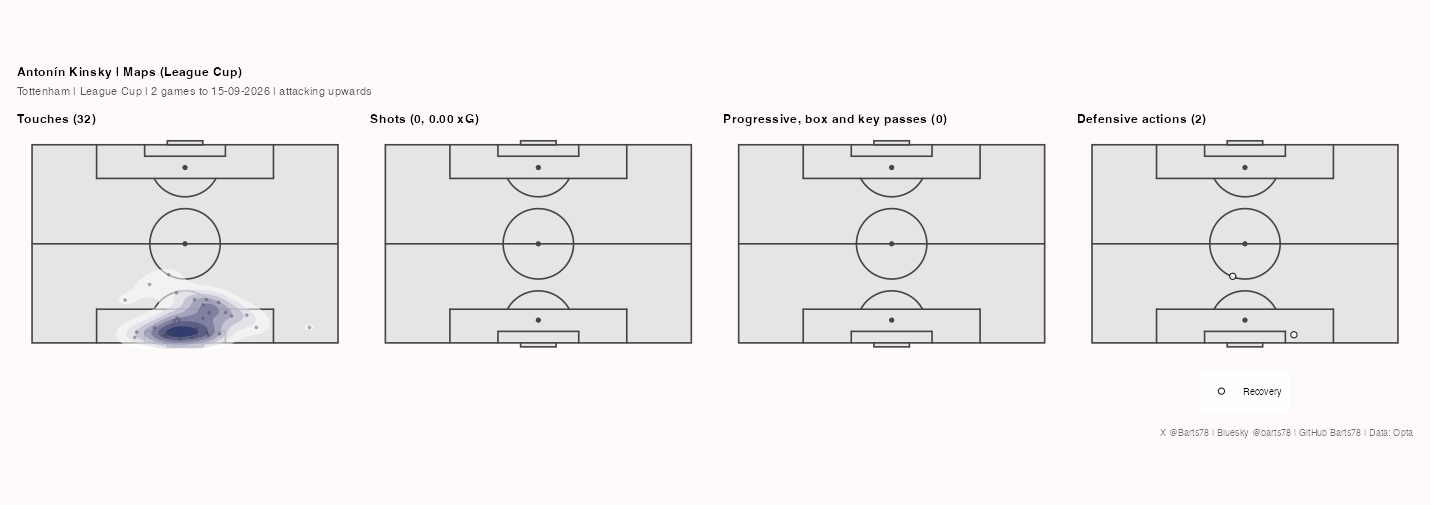 Antonín Kinsky | Maps (League Cup)
Tottenham | League Cup | 2 games to 15-09-2026 | attacking upwards
Touches (32)
Shots (0, 0.00 xG)
Progressive, box and key passes (0)
Defensive actions (2)
Recovery
X @Barts78 | Bluesky @barts78 | GitHub Barts78 | Data: Opta